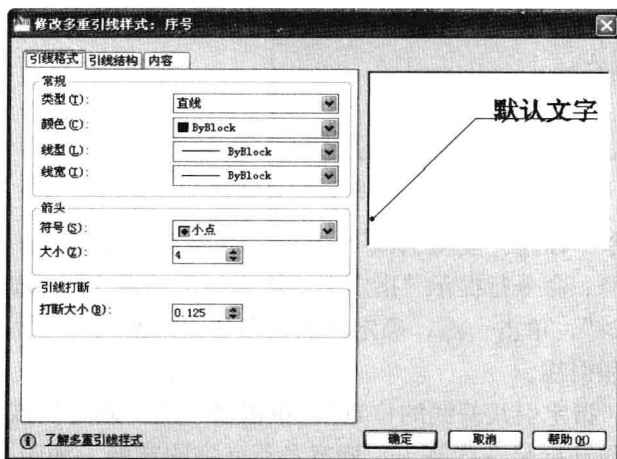 修改多重引线样式: 序号
引线格式 引线结构 内容
常规
类型(T): 直线
颜色(C): ByBlock
线型(L): ByBlock
线宽(I): ByBlock
箭头
符号(S): 小点
大小(Z): 4
引线打断
打断大小(B): 0.125
默认文字
了解多重引线样式
确定 取消 帮助(H)